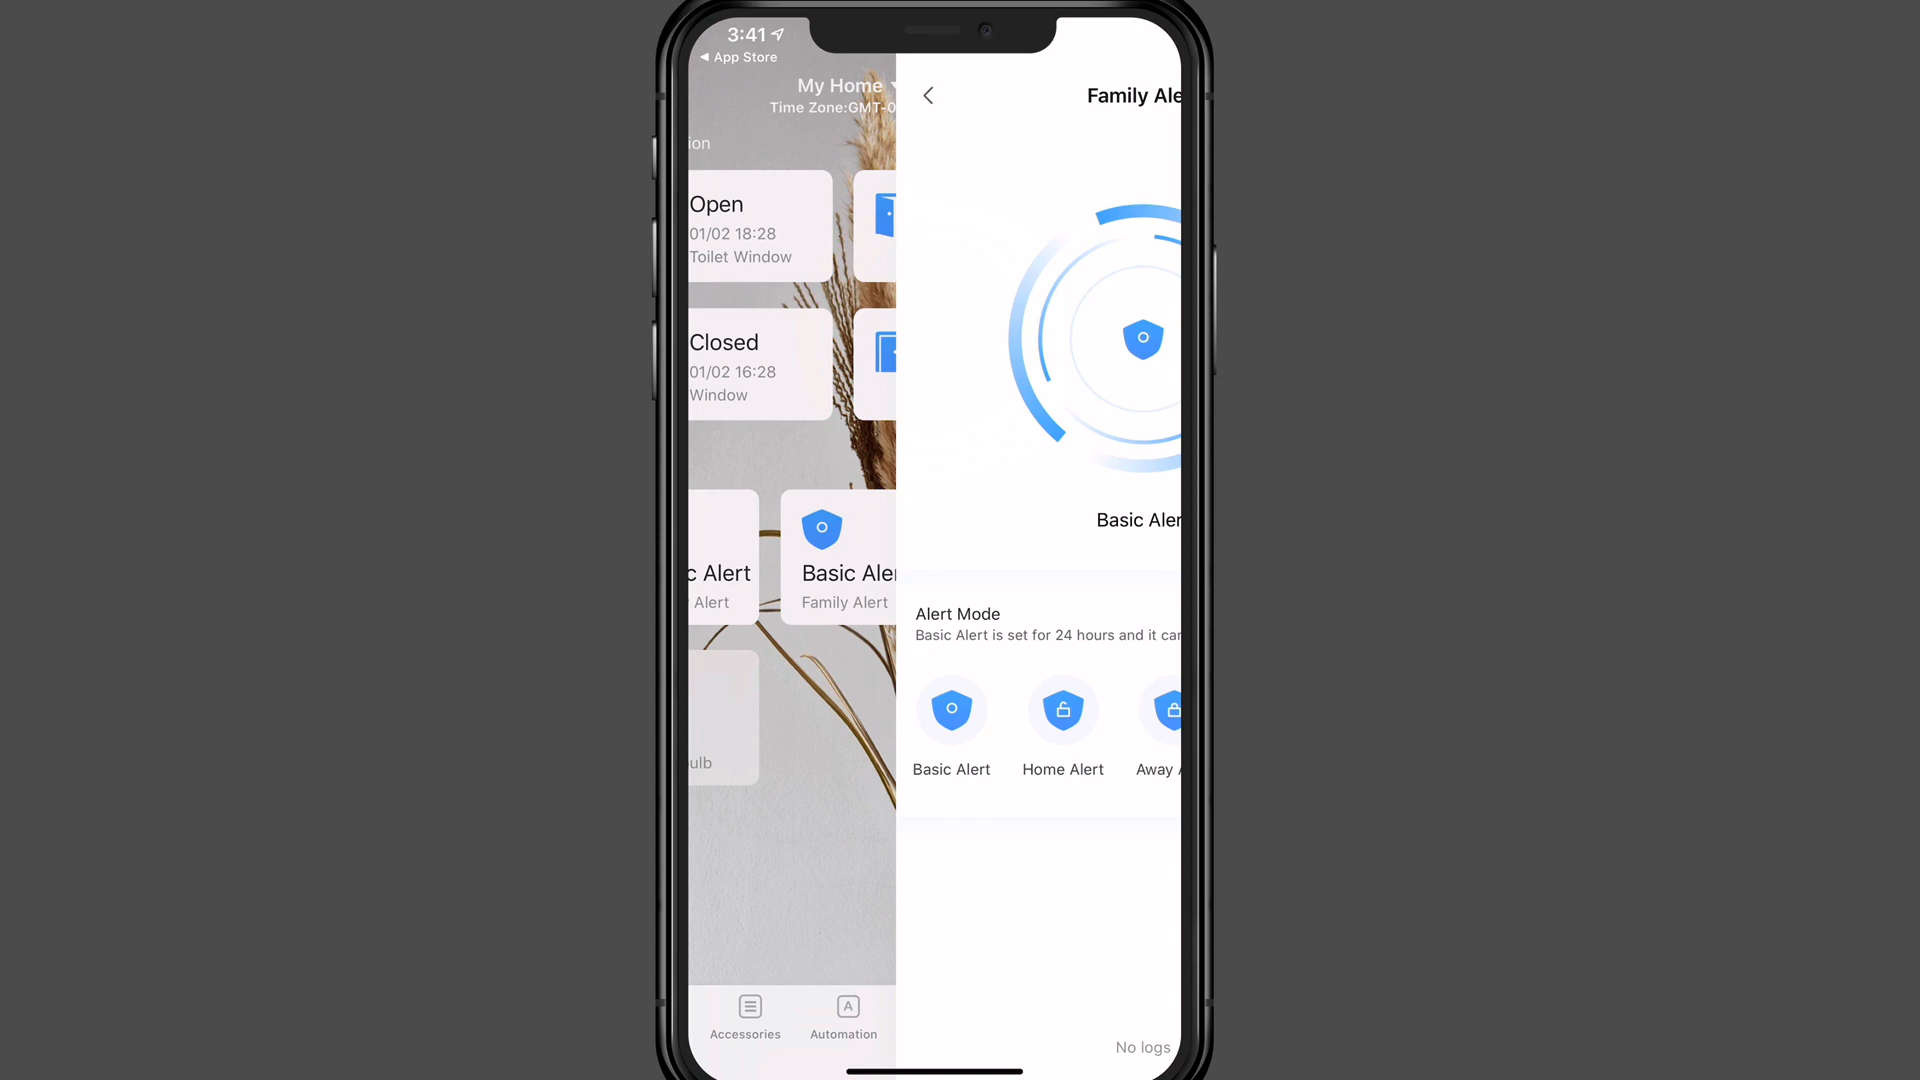 3:41
◀ App Store
My Home
Time Zone:GMT-0
ion
Open
01/02 18:28
Toilet Window
Closed
01/02 16:28
Window
c Alert
Alert
Basic Aler
Family Alert
ulb
Accessories
Automation
Family Ale
Basic Aler
Alert Mode
Basic Alert is set for 24 hours and it can
Basic Alert
Home Alert
Away A
No logs